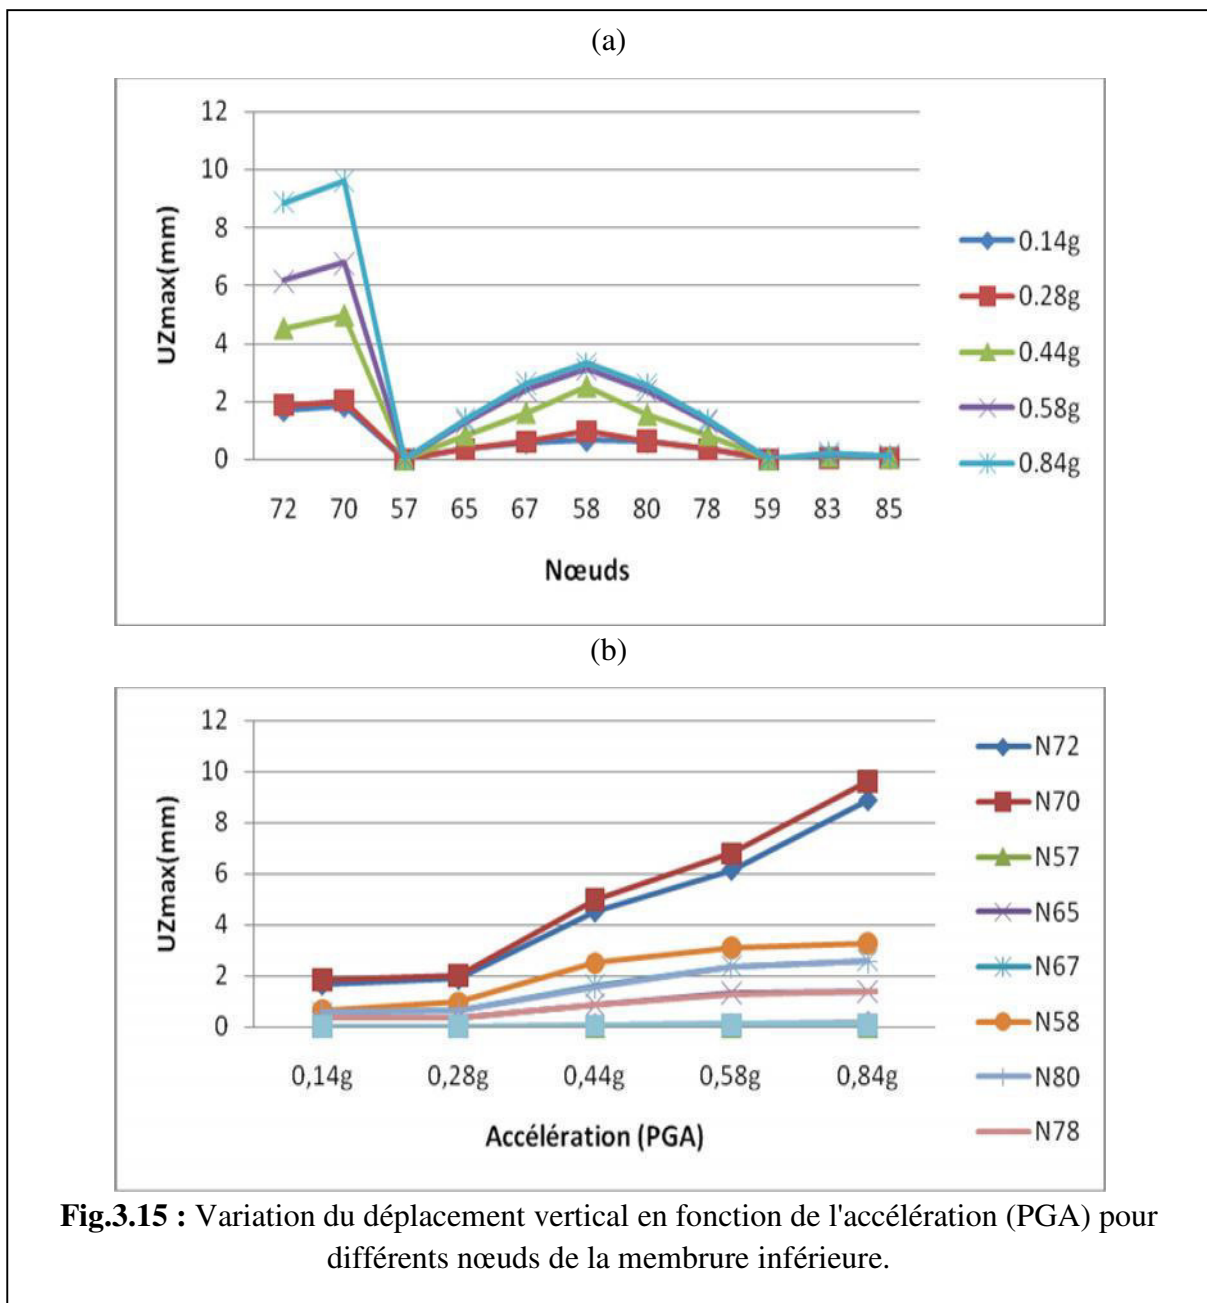 (a)
12
10
8
6
4
2
0
UZmax(mm)
72 70 57 65 67 58 80 78 59 83 85
Nœuds
0.14g
0.28g
0.44g
0.58g
0.84g
(b)
12
10
8
6
4
2
0
UZmax(mm)
0,14g 0,28g 0,44g 0,58g 0,84g
Accélération (PGA)
N72
N70
N57
N65
N67
N58
N80
N78
Fig.3.15 : Variation du déplacement vertical en fonction de l'accélération (PGA) pour
différents nœuds de la membrure inférieure.